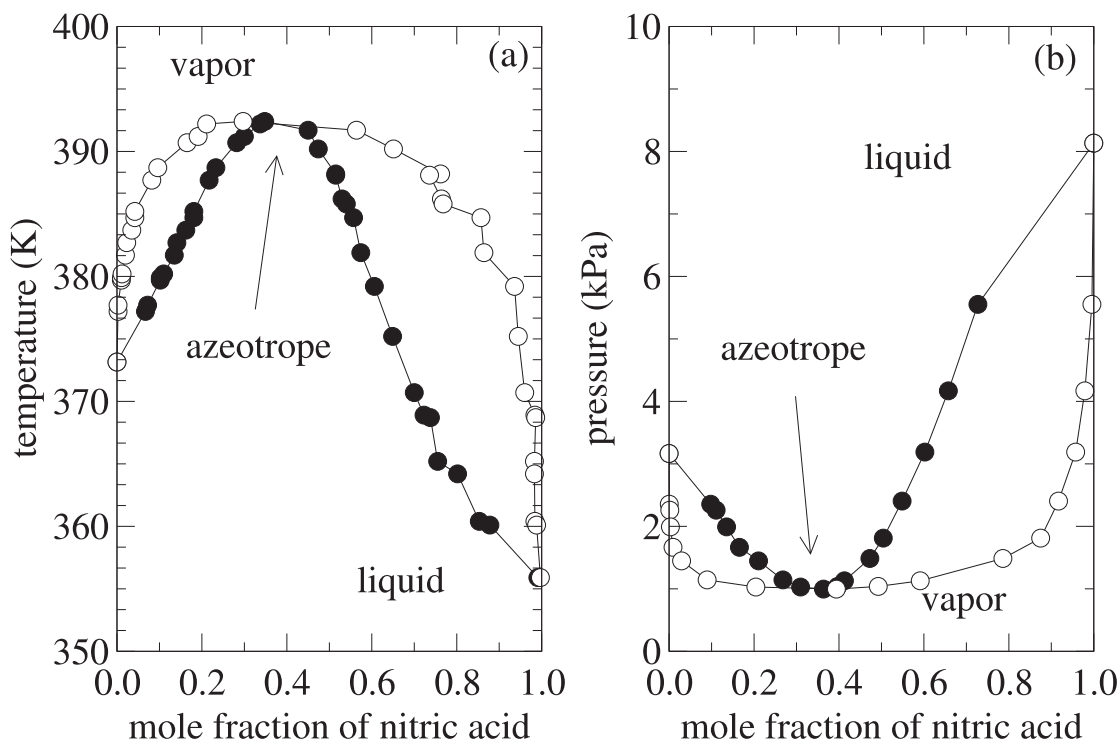 400
390
380
370
360
350
temperature (K)
(a)
vapor
azeotrope
liquid
0.0 0.2 0.4 0.6 0.8 1.0
mole fraction of nitric acid
10
8
6
4
2
0
pressure (kPa)
(b)
liquid
azeotrope
vapor
0.0 0.2 0.4 0.6 0.8 1.0
mole fraction of nitric acid